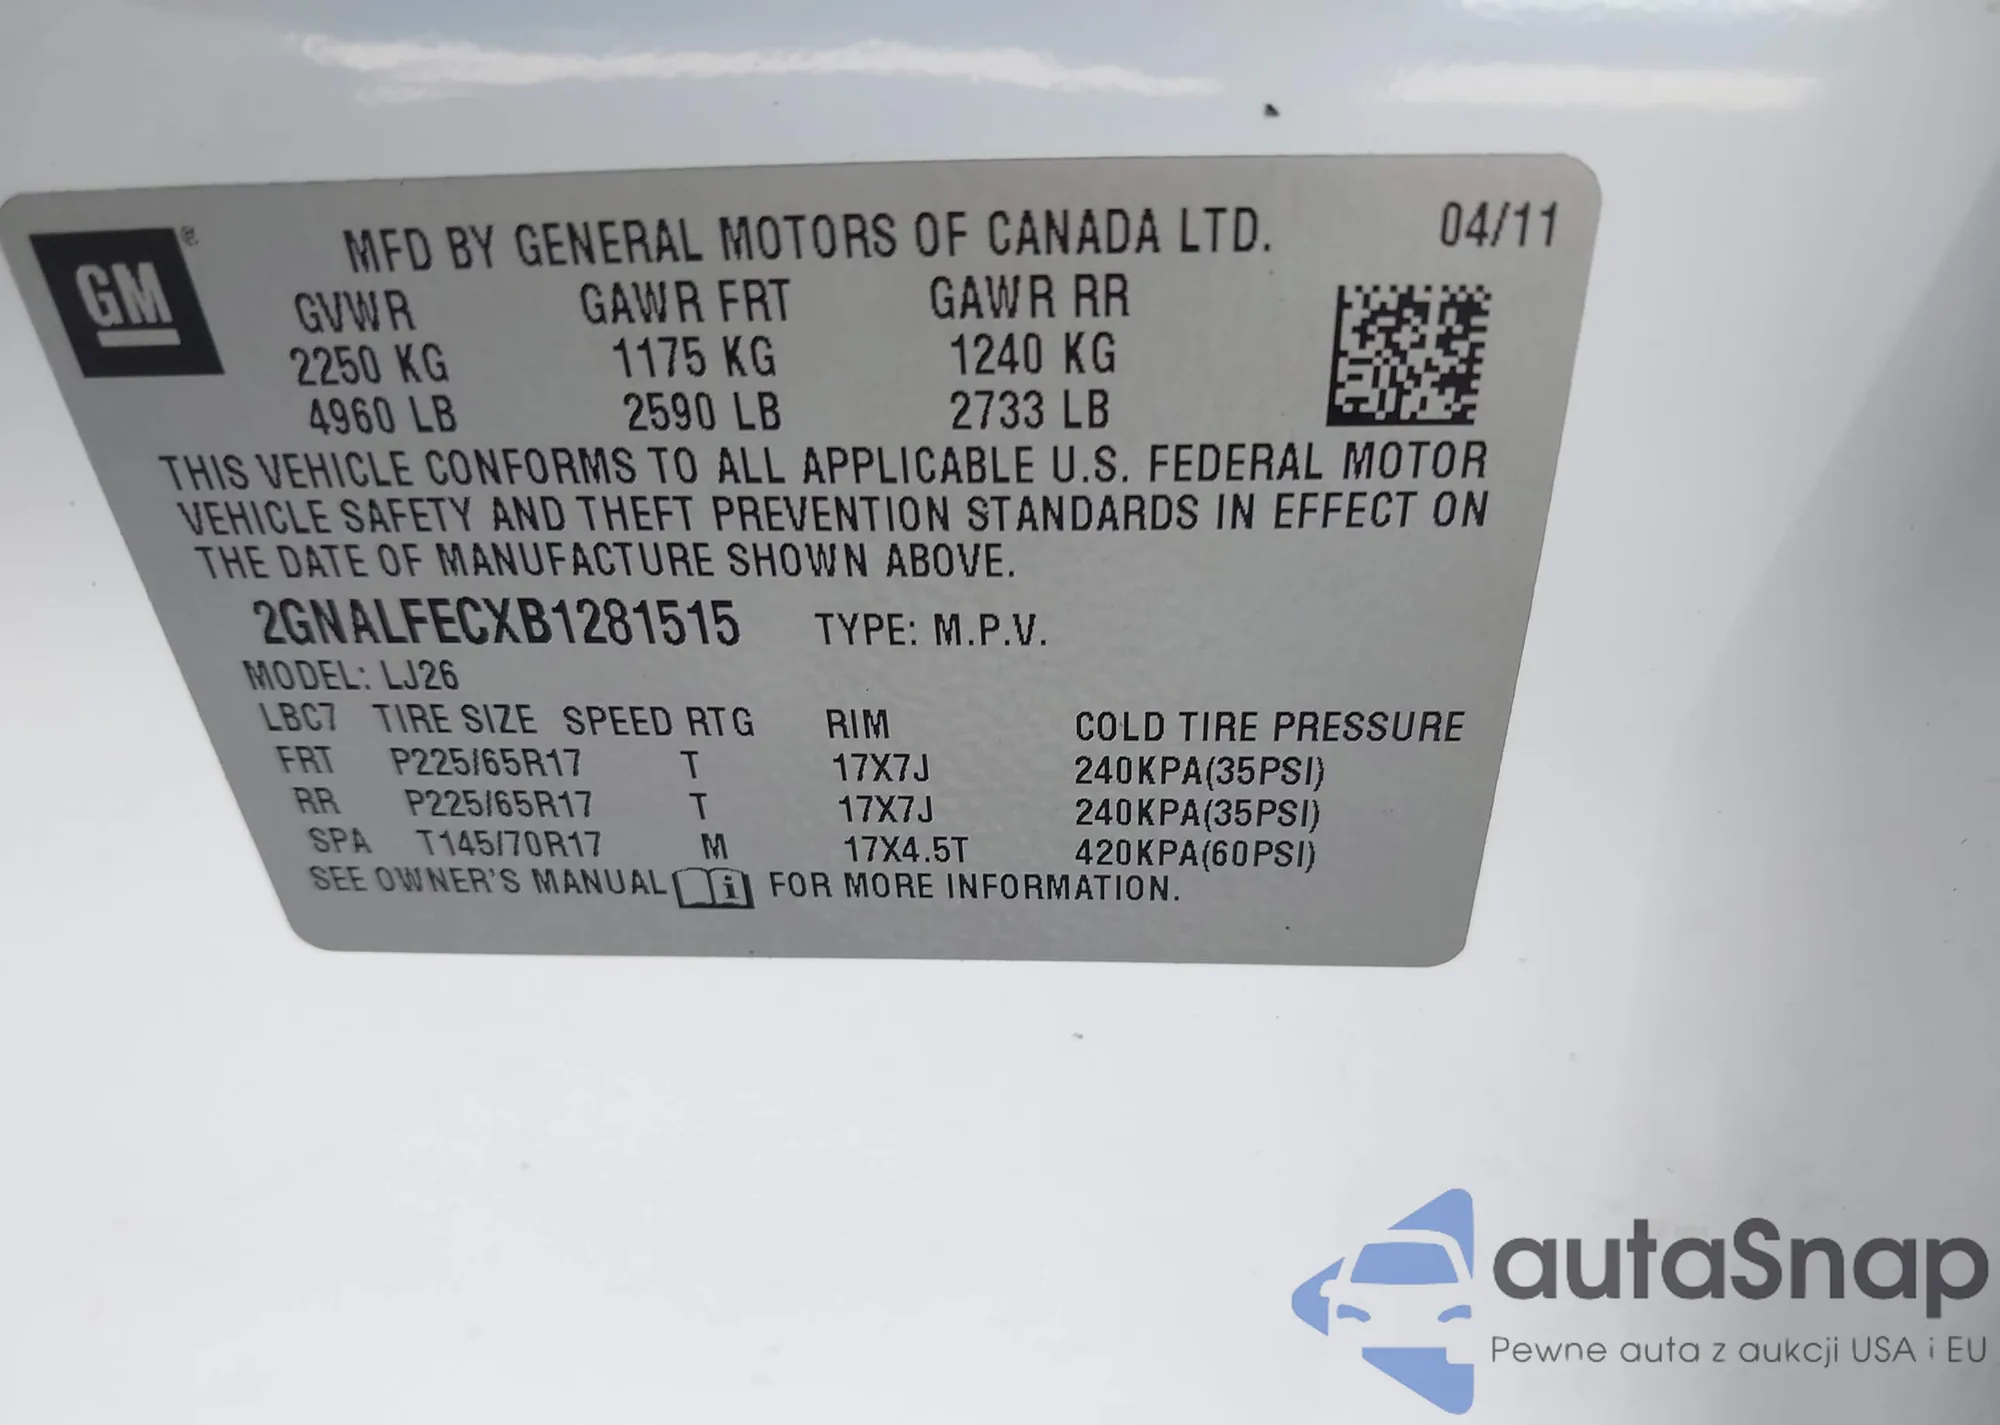 GM®
MFD BY GENERAL MOTORS OF CANADA LTD. 04/11
GVWR GAWR FRT GAWR RR
2250 KG 1175 KG 1240 KG
4960 LB 2590 LB 2733 LB
THIS VEHICLE CONFORMS TO ALL APPLICABLE U.S. FEDERAL MOTOR
VEHICLE SAFETY AND THEFT PREVENTION STANDARDS IN EFFECT ON
THE DATE OF MANUFACTURE SHOWN ABOVE.
2GNALFECXB1281515 TYPE: M.P.V.
MODEL: LJ26
LBC7 TIRE SIZE SPEED RTG RIM COLD TIRE PRESSURE
FRT P225/65R17 T 17X7J 240KPA(35PSI)
RR P225/65R17 T 17X7J 240KPA(35PSI)
SPA T145/70R17 M 17X4.5T 420KPA(60PSI)
SEE OWNER'S MANUAL i FOR MORE INFORMATION.
autaSnap
Pewne auta z aukcji USA i EU